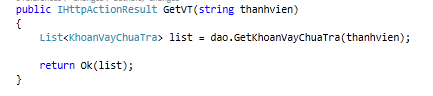 public IHttpActionResult GetVT(string thanhvien)
{
List<KhoanVayChuaTra> list = dao.GetKhoanVayChuaTra(thanhvien);
return Ok(list);
}